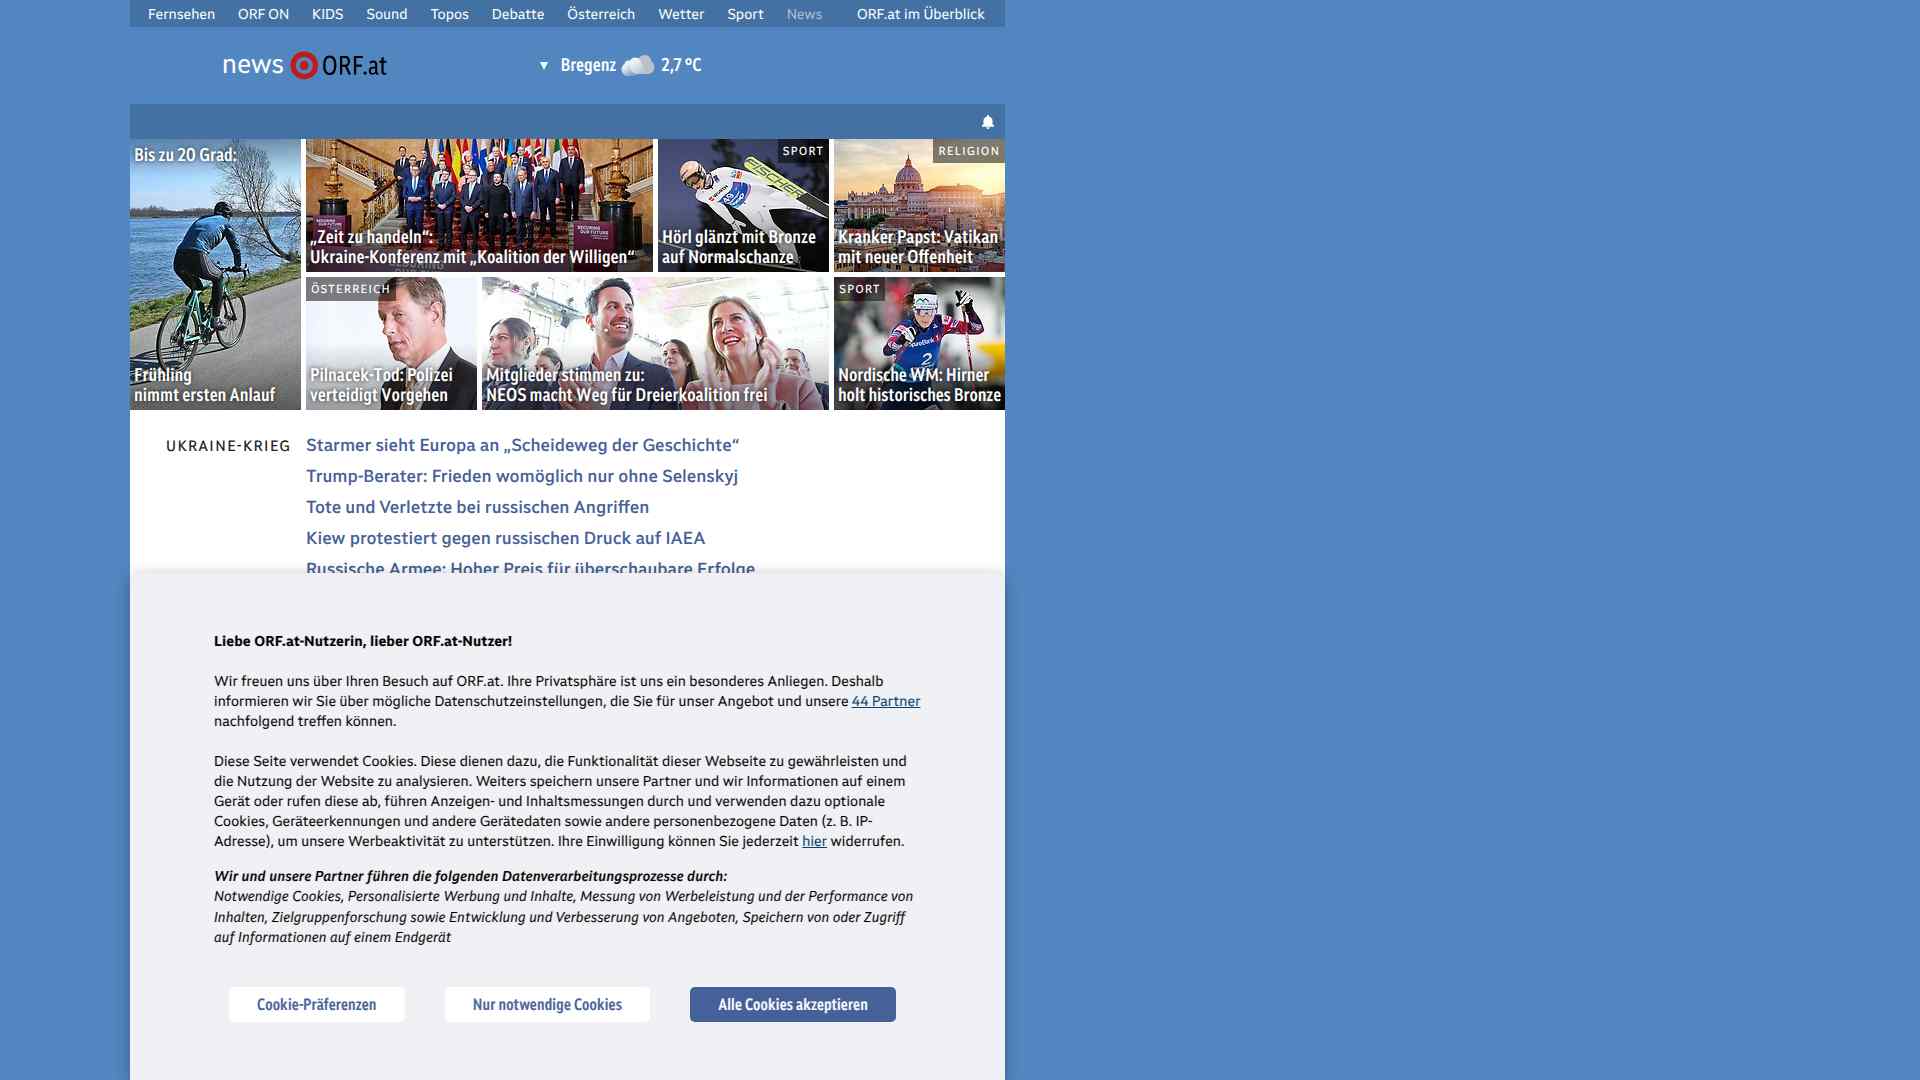 Fernsehen ORF ON KIDS Sound Topos Debatte Österreich Wetter Sport News ORF.at im Überblick
news ORF.at
▼ Bregenz 2,7 °C
Bis zu 20 Grad:
Frühling
nimmt ersten Anlauf
„Zeit zu handeln“:
Ukraine-Konferenz mit „Koalition der Willigen“
SPORT
Hörl glänzt mit Bronze
auf Normalschanze
RELIGION
Kranker Papst: Vatikan
mit neuer Offenheit
ÖSTERREICH
Pilnacek-Tod: Polizei
verteidigt Vorgehen
Mitglieder stimmen zu:
NEOS macht Weg für Dreierkoalition frei
SPORT
Nordische WM: Hirner
holt historisches Bronze
UKRAINE-KRIEG
Starmer sieht Europa an „Scheideweg der Geschichte“
Trump-Berater: Frieden womöglich nur ohne Selenskyj
Tote und Verletzte bei russischen Angriffen
Kiew protestiert gegen russischen Druck auf IAEA
Russische Armee: Hoher Preis für überschaubare Erfolge
Liebe ORF.at-Nutzerin, lieber ORF.at-Nutzer!
Wir freuen uns über Ihren Besuch auf ORF.at. Ihre Privatsphäre ist uns ein besonderes Anliegen. Deshalb
informieren wir Sie über mögliche Datenschutzeinstellungen, die Sie für unser Angebot und unsere 44 Partner
nachfolgend treffen können.
Diese Seite verwendet Cookies. Diese dienen dazu, die Funktionalität dieser Webseite zu gewährleisten und
die Nutzung der Website zu analysieren. Weiters speichern unsere Partner und wir Informationen auf einem
Gerät oder rufen diese ab, führen Anzeigen- und Inhaltsmessungen durch und verwenden dazu optionale
Cookies, Geräteerkennungen und andere Gerätedaten sowie andere personenbezogene Daten (z. B. IP-
Adresse), um unsere Werbeaktivität zu unterstützen. Ihre Einwilligung können Sie jederzeit hier widerrufen.
Wir und unsere Partner führen die folgenden Datenverarbeitungsprozesse durch:
Notwendige Cookies, Personalisierte Werbung und Inhalte, Messung von Werbeleistung und der Performance von
Inhalten, Zielgruppenforschung sowie Entwicklung und Verbesserung von Angeboten, Speichern von oder Zugriff
auf Informationen auf einem Endgerät
Cookie-Präferenzen Nur notwendige Cookies Alle Cookies akzeptieren